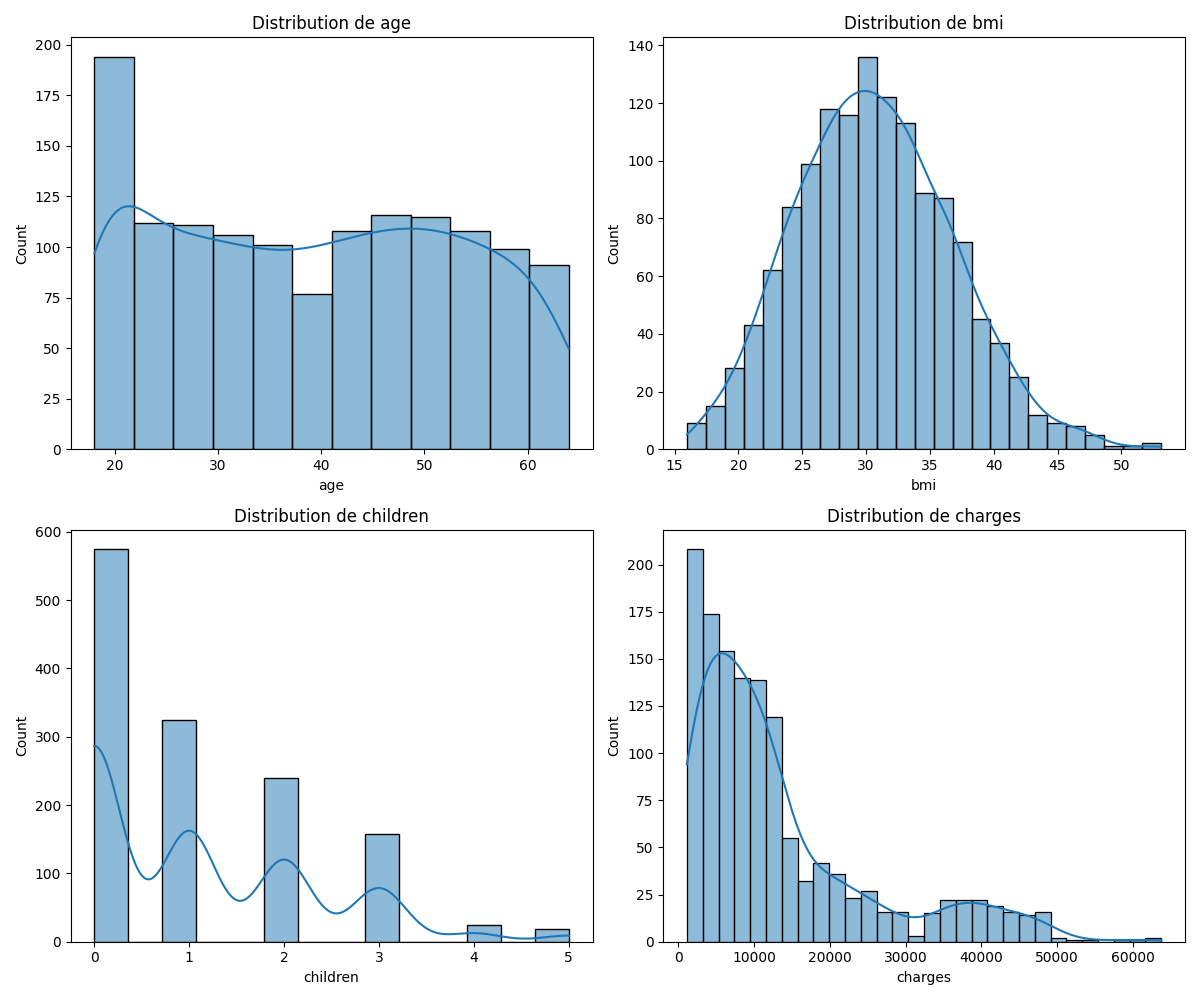 Distribution de age
200
175
150
125
100
75
50
25
0
Count
20 30 40 50 60
age
Distribution de bmi
140
120
100
80
60
40
20
0
Count
15 20 25 30 35 40 45 50
bmi
Distribution de children
600
500
400
300
200
100
0
Count
0 1 2 3 4 5
children
Distribution de charges
200
175
150
125
100
75
50
25
0
Count
0 10000 20000 30000 40000 50000 60000
charges